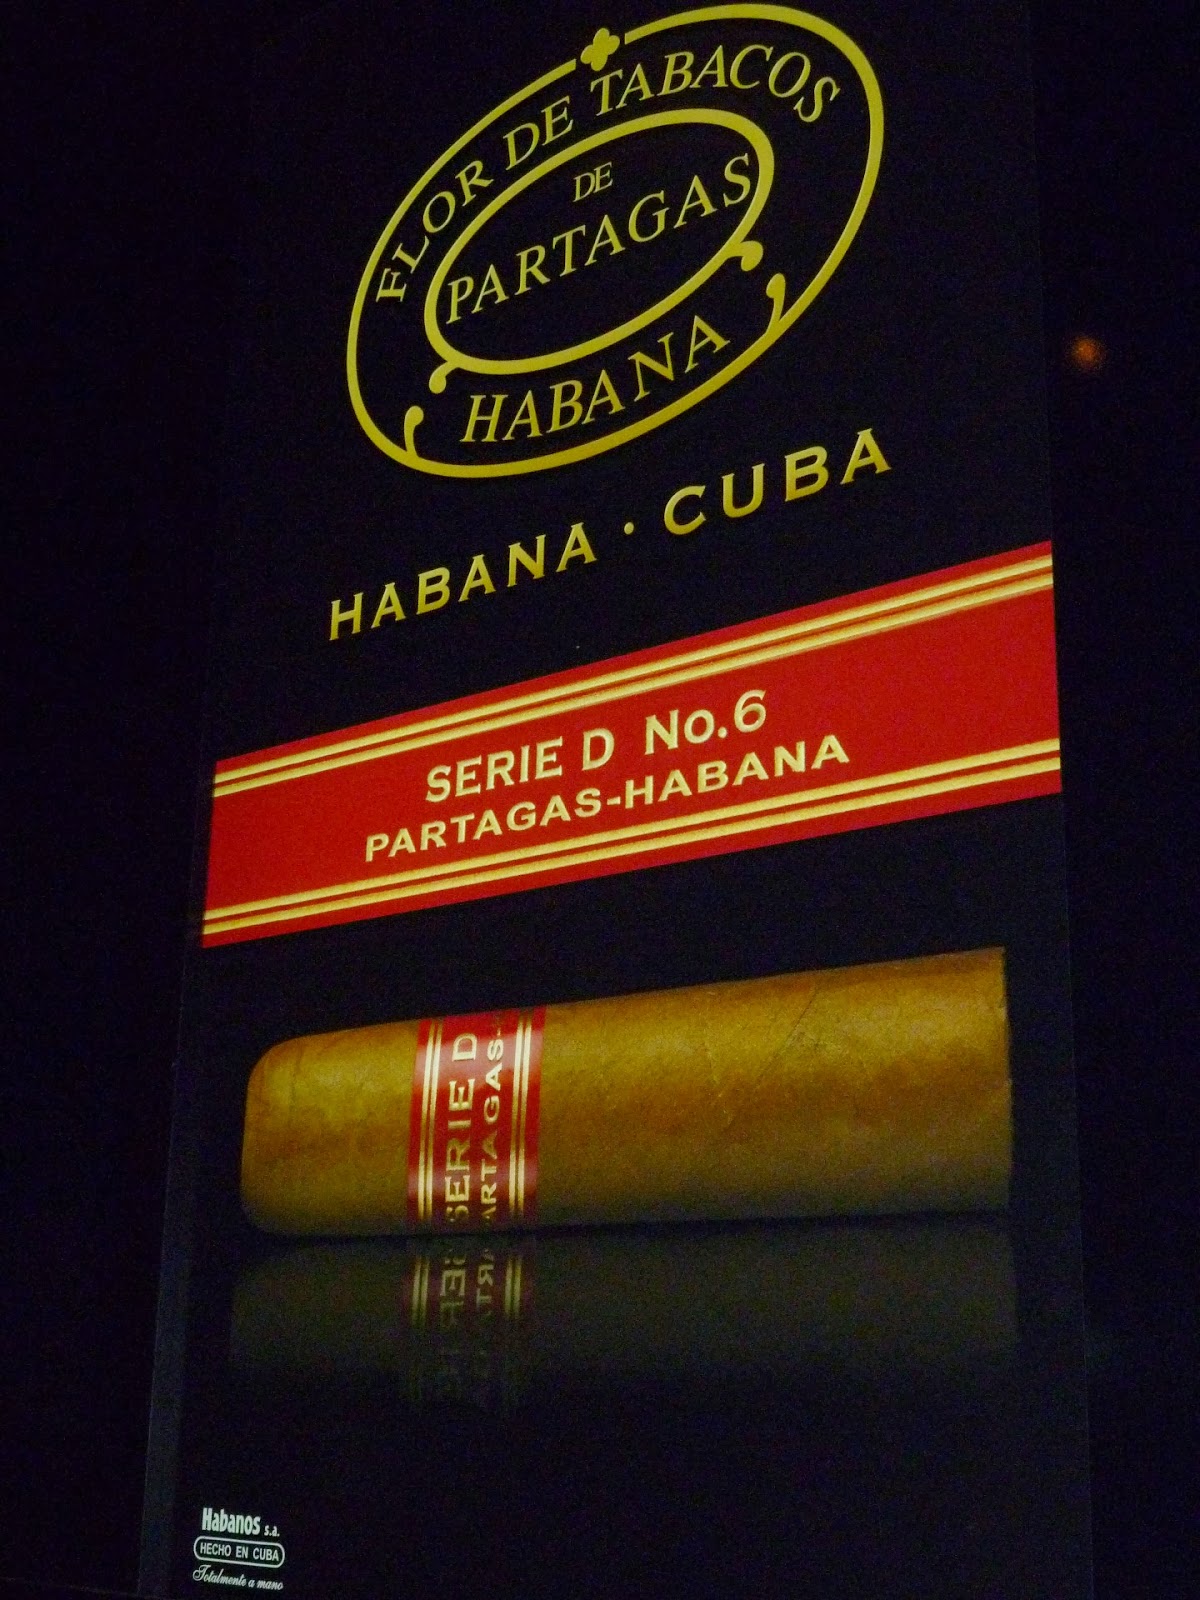 FLOR DE TABACOS
DE
PARTAGAS
HABANA
HABANA · CUBA
SERIE D No.6
PARTAGAS-HABANA
SERIE D
PARTAGAS-
Habanos s.a.
HECHO EN CUBA
Totalmente a mano